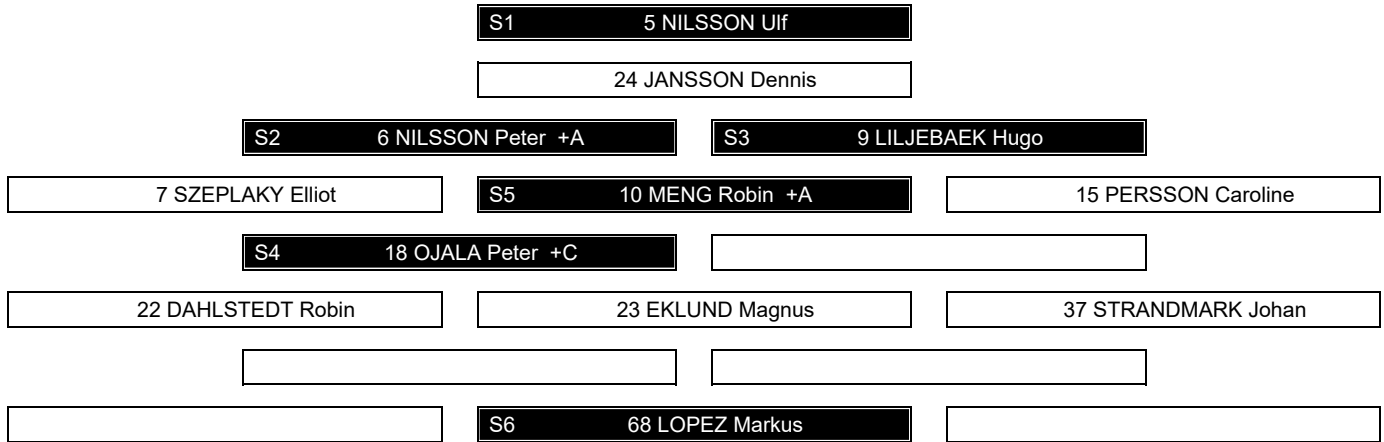 S1 5 NILSSON Ulf
24 JANSSON Dennis
S2 6 NILSSON Peter +A S3 9 LILJEBAEK Hugo
7 SZEPLAKY Elliot S5 10 MENG Robin +A 15 PERSSON Caroline
S4 18 OJALA Peter +C
22 DAHLSTEDT Robin 23 EKLUND Magnus 37 STRANDMARK Johan
S6 68 LOPEZ Markus